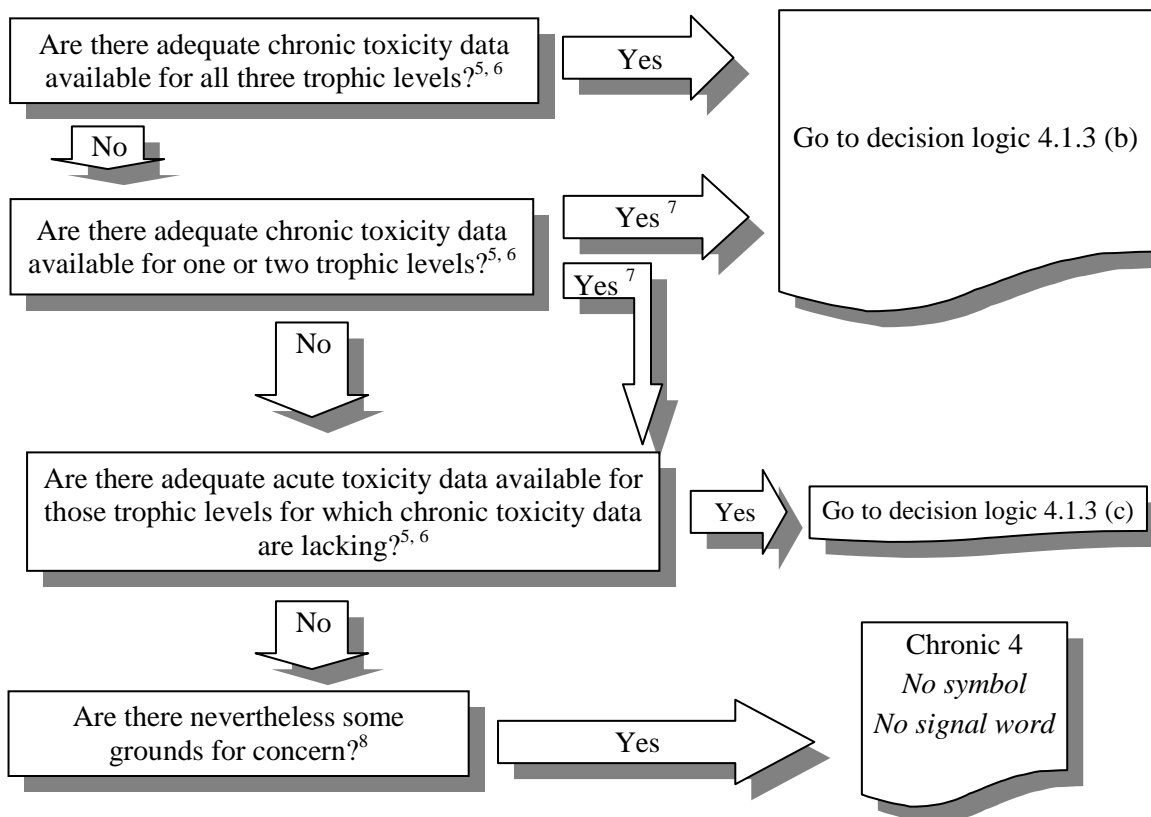 Are there adequate chronic toxicity data
available for all three trophic levels?5, 6
Yes
Go to decision logic 4.1.3 (b)
No
Are there adequate chronic toxicity data
available for one or two trophic levels?5, 6
Yes 7
Yes 7
No
Are there adequate acute toxicity data available for
those trophic levels for which chronic toxicity data
are lacking?5, 6
Yes
Go to decision logic 4.1.3 (c)
No
Are there nevertheless some
grounds for concern?8
Yes
Chronic 4
No symbol
No signal word